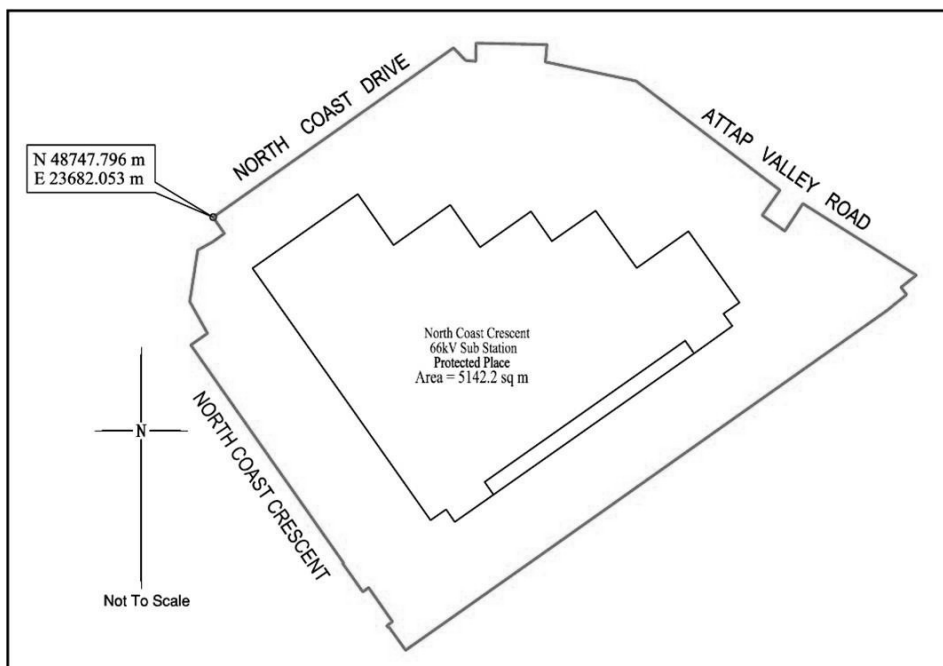 NORTH COAST DRIVE
ATTAP VALLEY ROAD
N 48747.796 m
E 23682.053 m
North Coast Crescent
66kV Sub Station
Protected Place
Area = 5142.2 sq m
NORTH COAST CRESCENT
N
Not To Scale